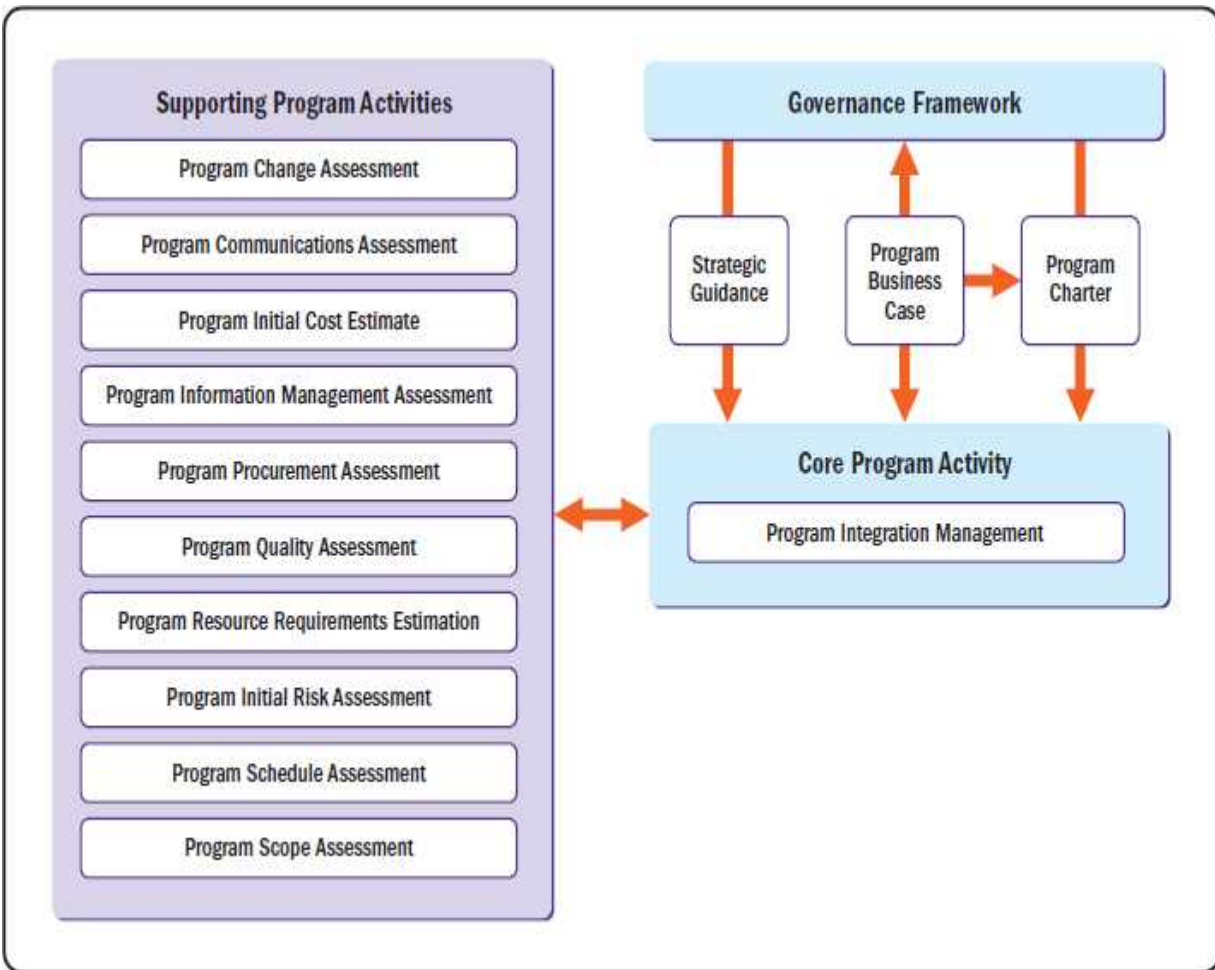 Supporting Program Activities
Program Change Assessment
Program Communications Assessment
Program Initial Cost Estimate
Program Information Management Assessment
Program Procurement Assessment
Program Quality Assessment
Program Resource Requirements Estimation
Program Initial Risk Assessment
Program Schedule Assessment
Program Scope Assessment
Governance Framework
Strategic
Guidance
Program
Business
Case
Program
Charter
Core Program Activity
Program Integration Management